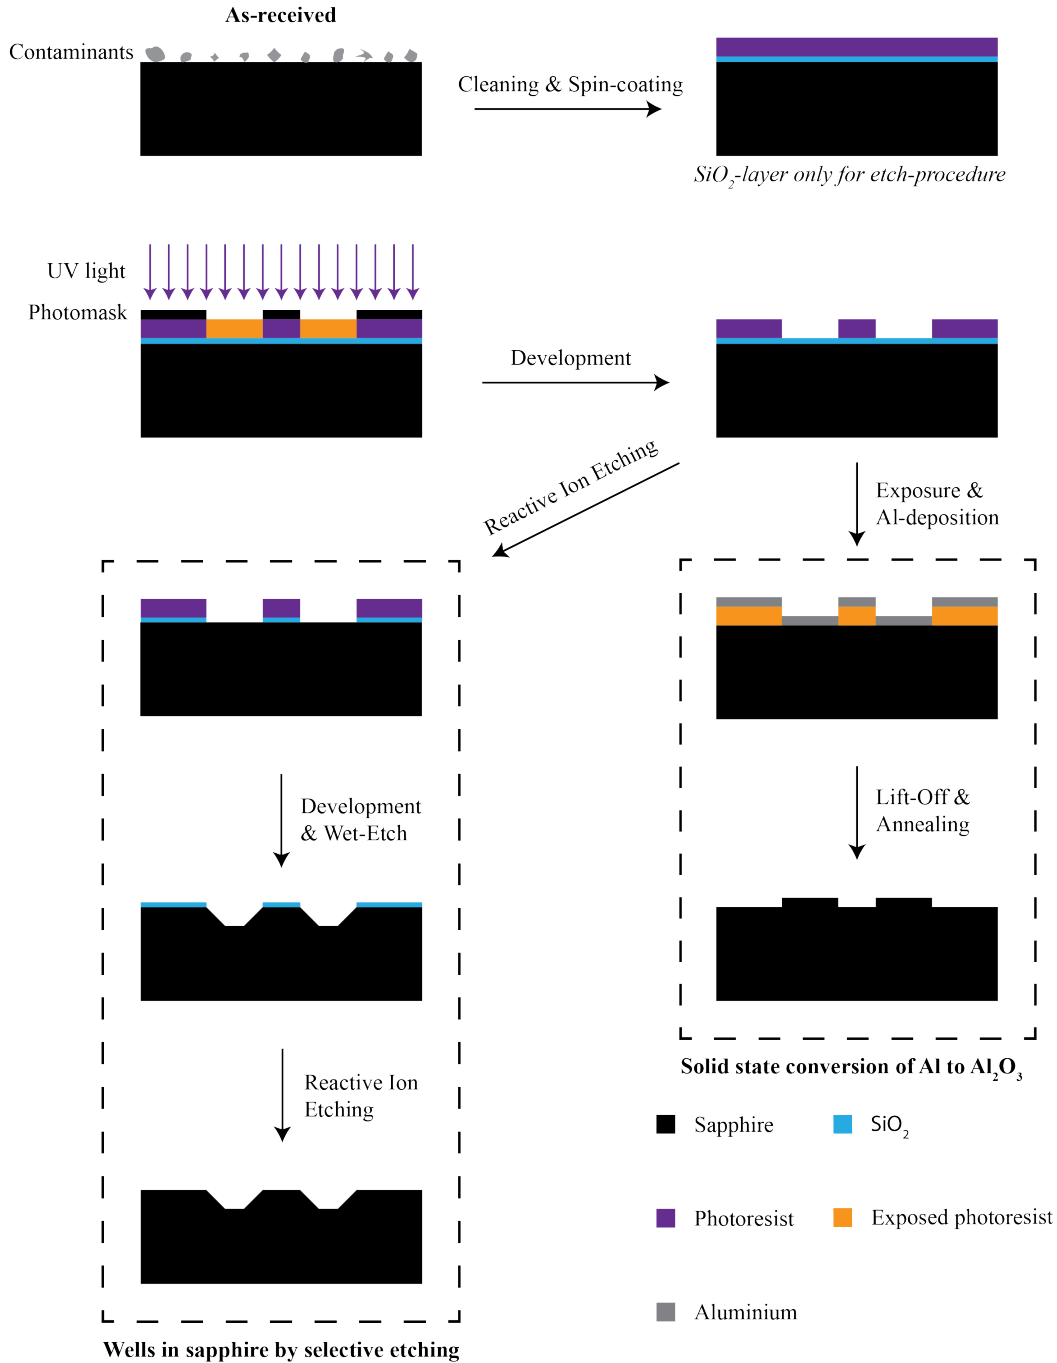 As-received
Contaminants
Cleaning & Spin-coating
SiO₂-layer only for etch-procedure
UV light
Photomask
Development
Reactive Ion Etching
Exposure &
Al-deposition
Development
& Wet-Etch
Lift-Off &
Annealing
Reactive Ion
Etching
Solid state conversion of Al to Al₂O₃
Sapphire
SiO₂
Photoresist
Exposed photoresist
Aluminium
Wells in sapphire by selective etching